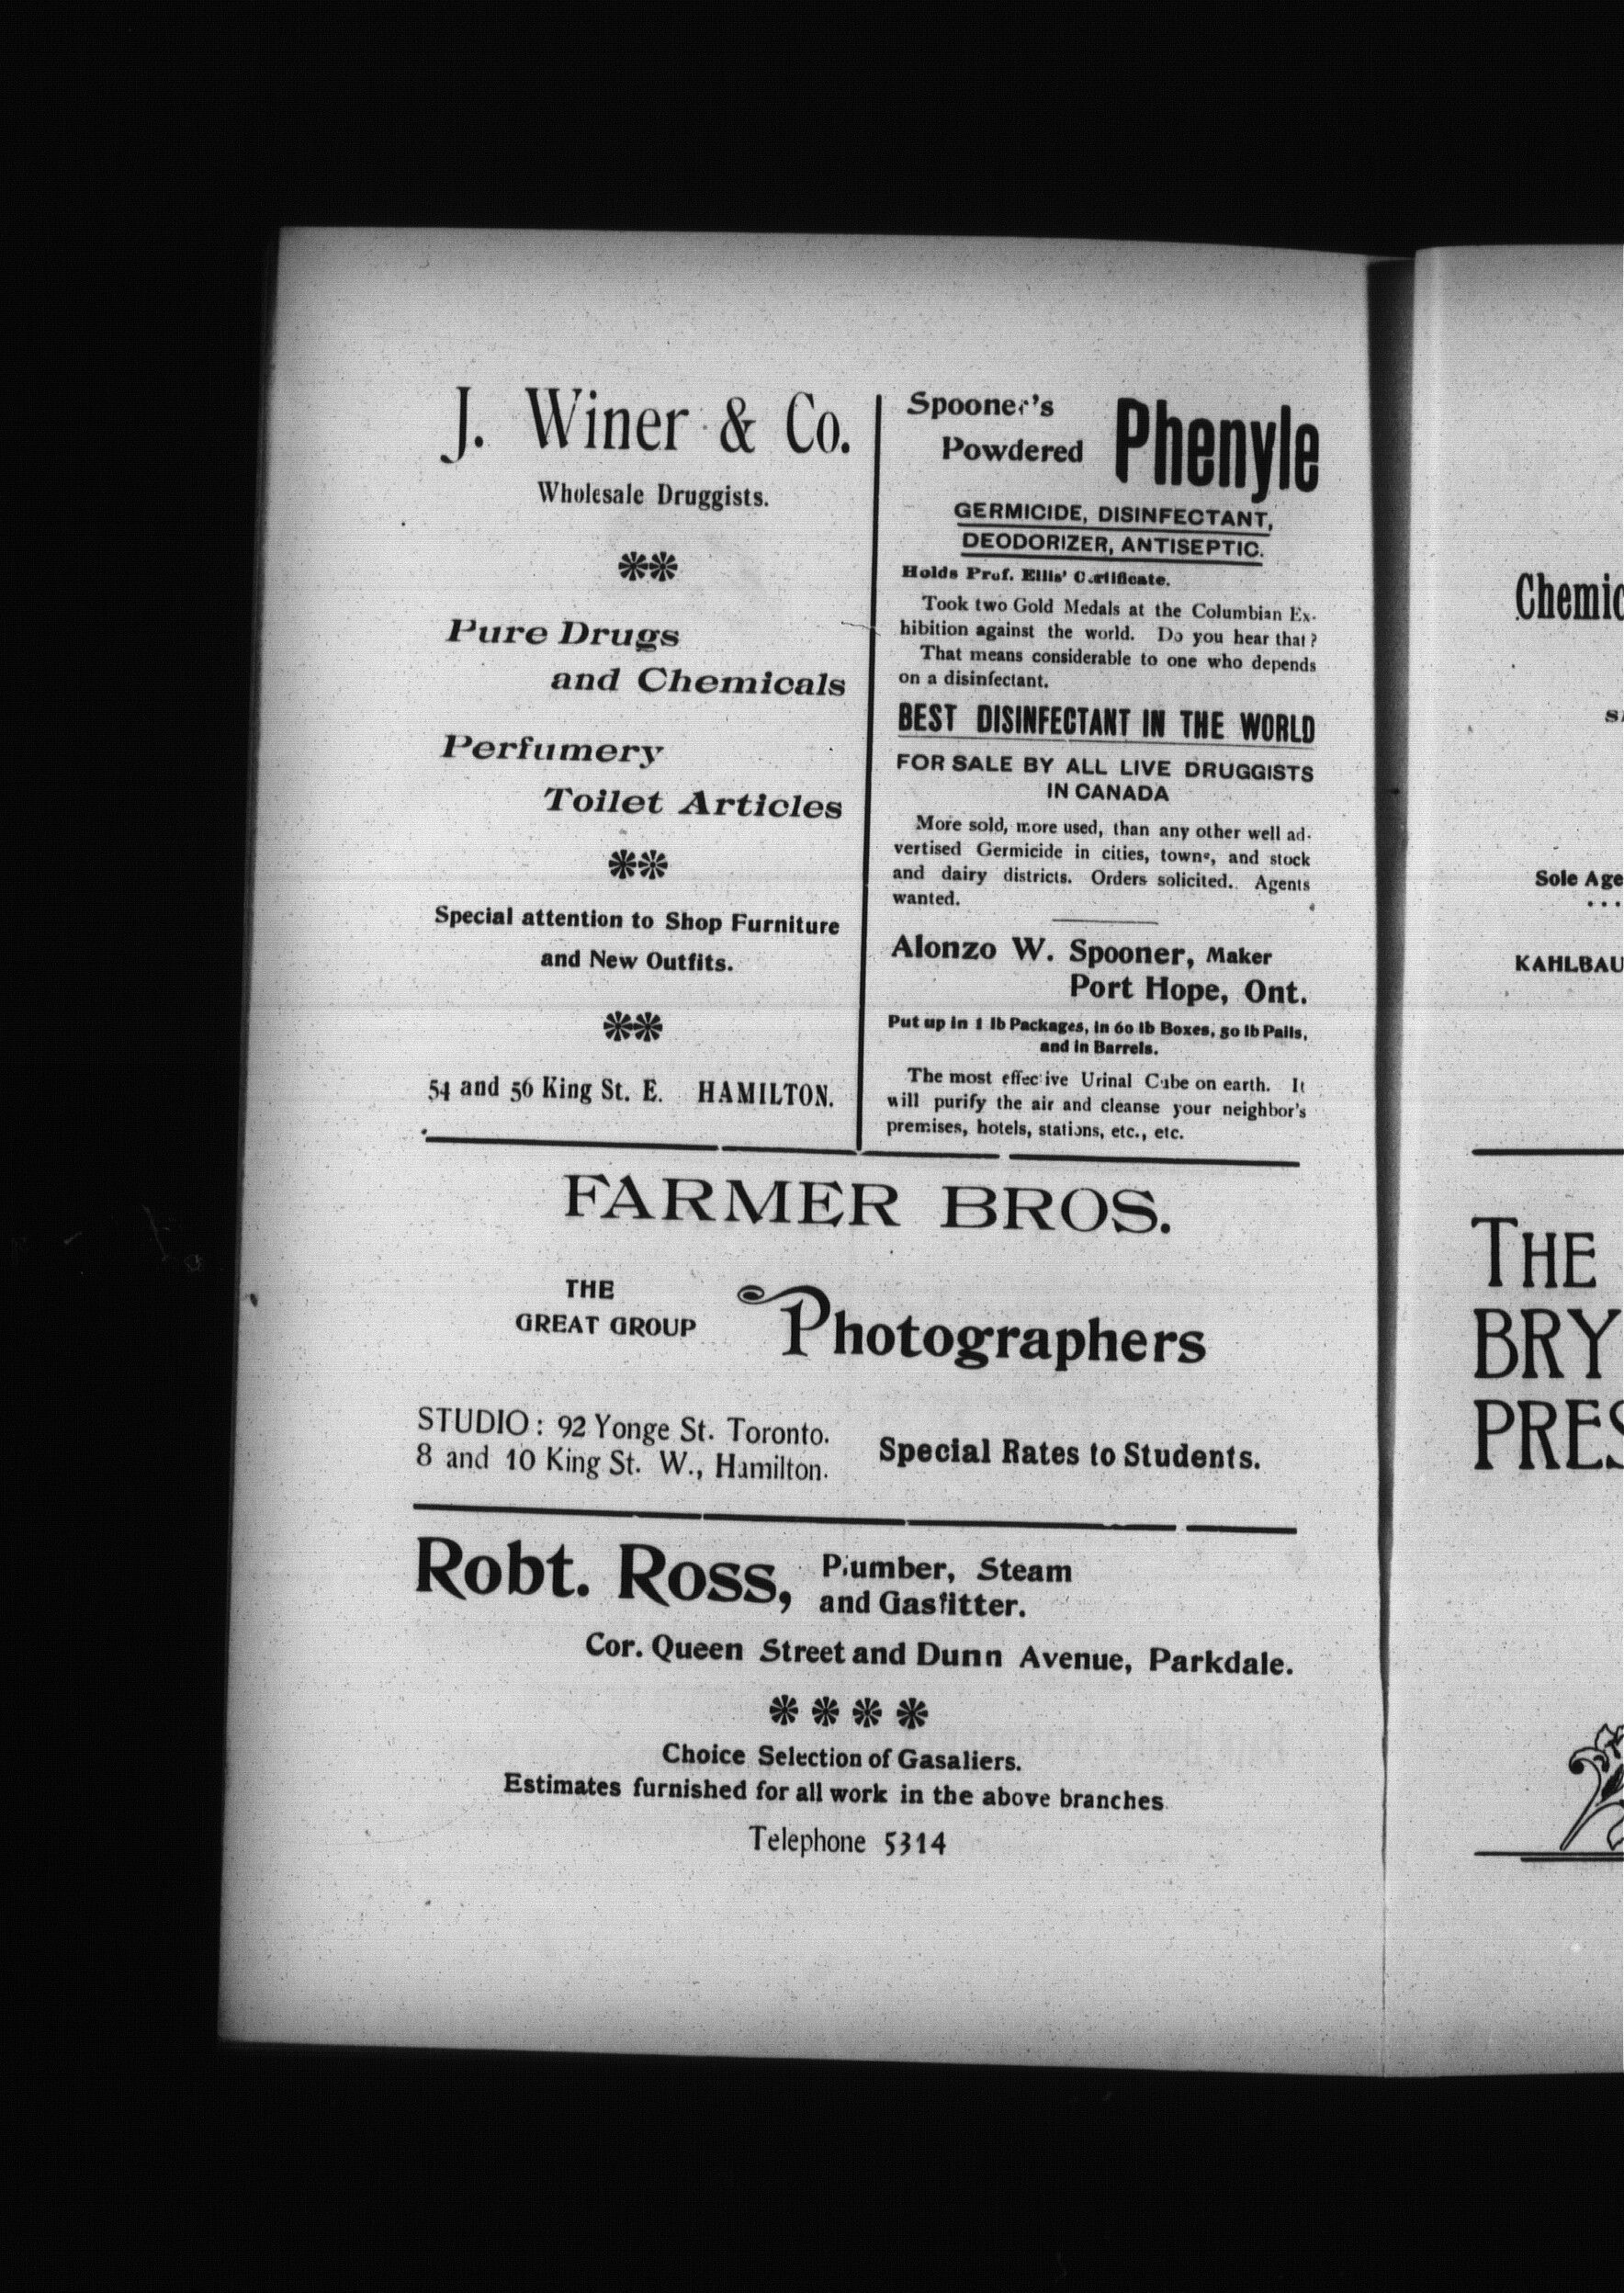 J. Winer & Co.
Wholesale Druggists.
Pure Drugs
and Chemicals
Perfumery
Toilet Articles
Special attention to Shop Furniture
and New Outfits.
54 and 56 King St. E. HAMILTON.
Spooner's
Powdered Phenyle
GERMICIDE, DISINFECTANT,
DEODORIZER, ANTISEPTIC.
Holds Prof. Ellis' Certificate.
Took two Gold Medals at the Columbian Ex-
hibition against the world. Do you hear that?
That means considerable to one who depends
on a disinfectant.
BEST DISINFECTANT IN THE WORLD
FOR SALE BY ALL LIVE DRUGGISTS
IN CANADA
More sold, more used, than any other well ad-
vertised Germicide in cities, towns, and stock
and dairy districts. Orders solicited. Agents
wanted.
Alonzo W. Spooner, Maker
Port Hope, Ont.
Put up in 1 lb Packages, in 60 lb Boxes, 50 lb Pails,
and in Barrels.
The most effective Urinal Cube on earth. It
will purify the air and cleanse your neighbor's
premises, hotels, stations, etc., etc.
FARMER BROS.
THE
GREAT GROUP Photographers
STUDIO: 92 Yonge St. Toronto.
8 and 10 King St. W., Hamilton.
Special Rates to Students.
Robt. Ross, Plumber, Steam
and Gasfitter.
Cor. Queen Street and Dunn Avenue, Parkdale.
Choice Selection of Gasaliers.
Estimates furnished for all work in the above branches
Telephone 5314
Chemic
Sole Age
KAHLBAU
THE
BRY
PRES